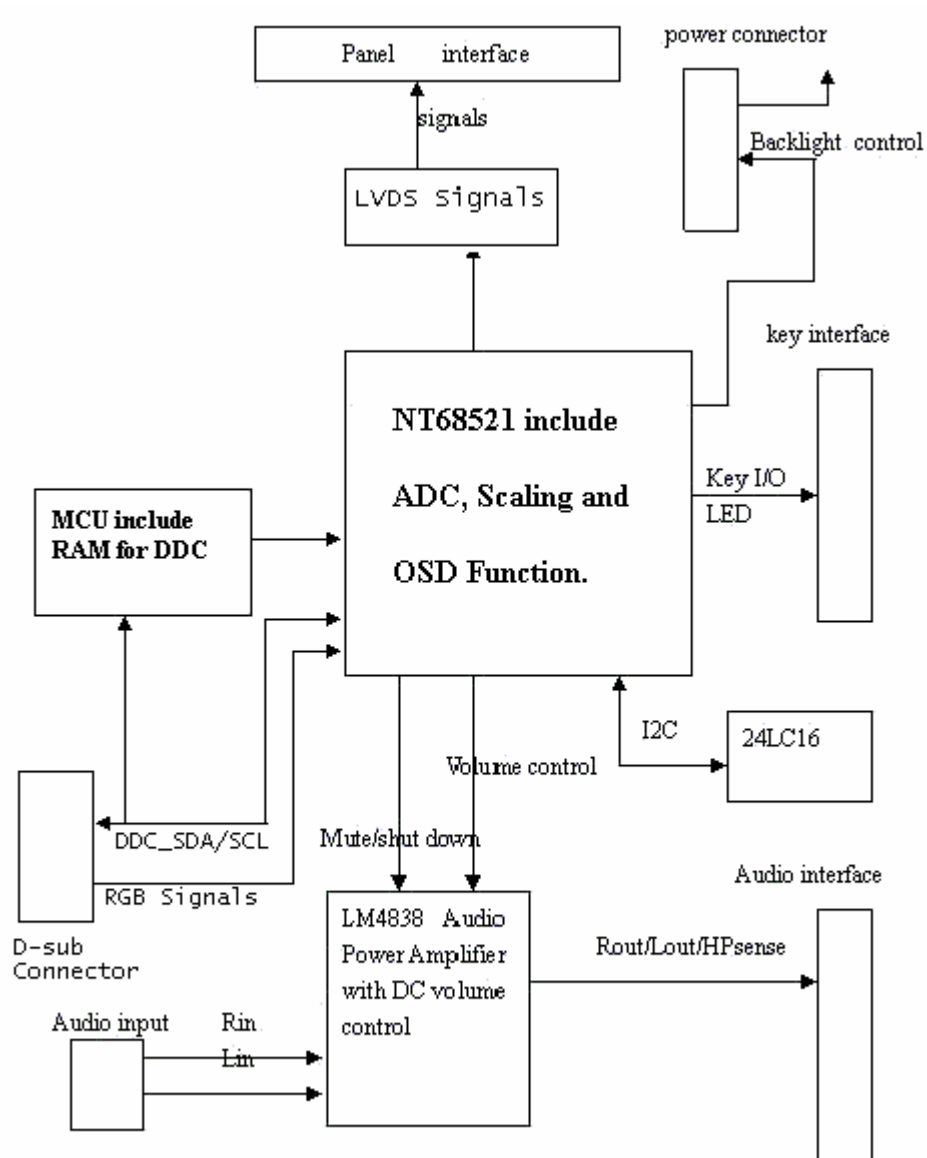 power connector
Panel interface
signals
Backlight control
LVDS Signals
key interface
NT68521 include
ADC, Scaling and
OSD Function.
Key I/O
LED
MCU include
RAM for DDC
I2C
24LC16
Volume control
DDC_SDA/SCL
Mute/shut down
RGB Signals
D-sub
Connector
LM4838 Audio
Power Amplifier
with DC volume
control
Audio interface
Rout/Lout/HPsense
Audio input
Rin
Lin